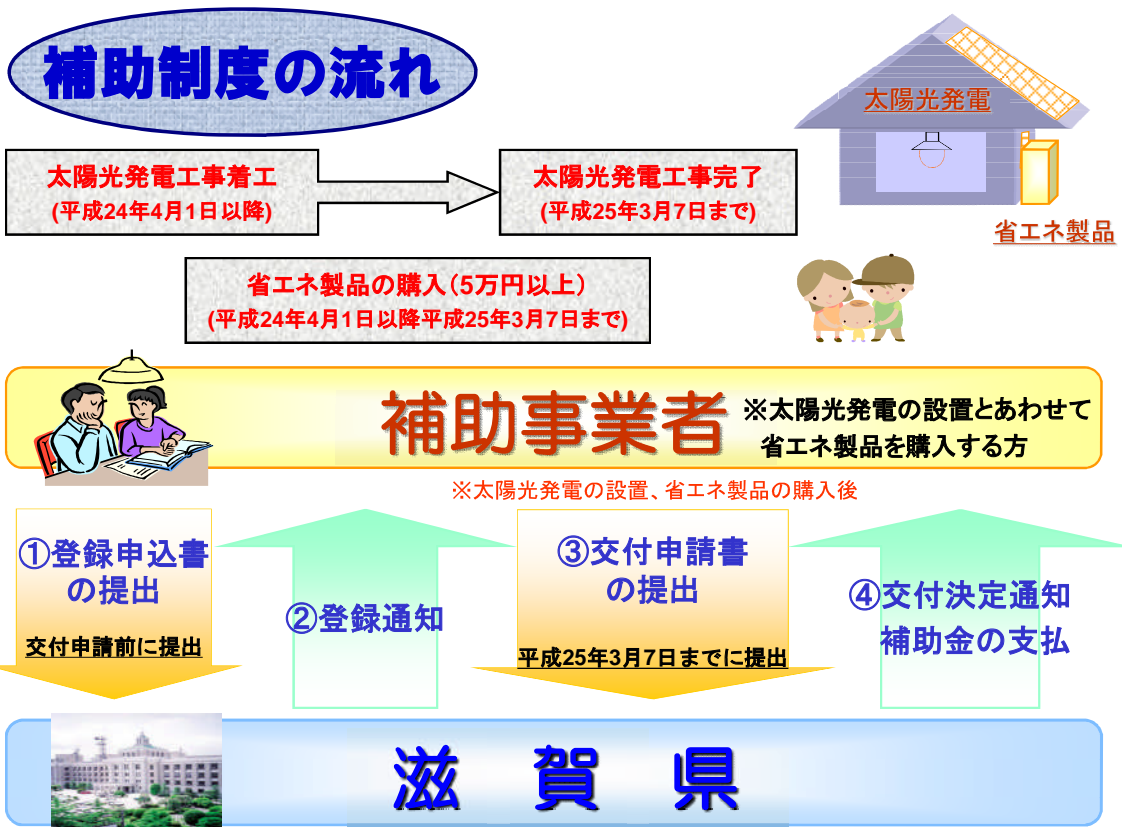 補助制度の流れ
太陽光発電
太陽光発電工事着工
(平成24年4月1日以降)
太陽光発電工事完了
(平成25年3月7日まで)
省エネ製品
省エネ製品の購入(5万円以上)
(平成24年4月1日以降平成25年3月7日まで)
補助事業者
※太陽光発電の設置とあわせて
省エネ製品を購入する方
※太陽光発電の設置、省エネ製品の購入後
①登録申込書
の提出
交付申請前に提出
②登録通知
③交付申請書
の提出
平成25年3月7日までに提出
④交付決定通知
補助金の支払
滋 賀 県